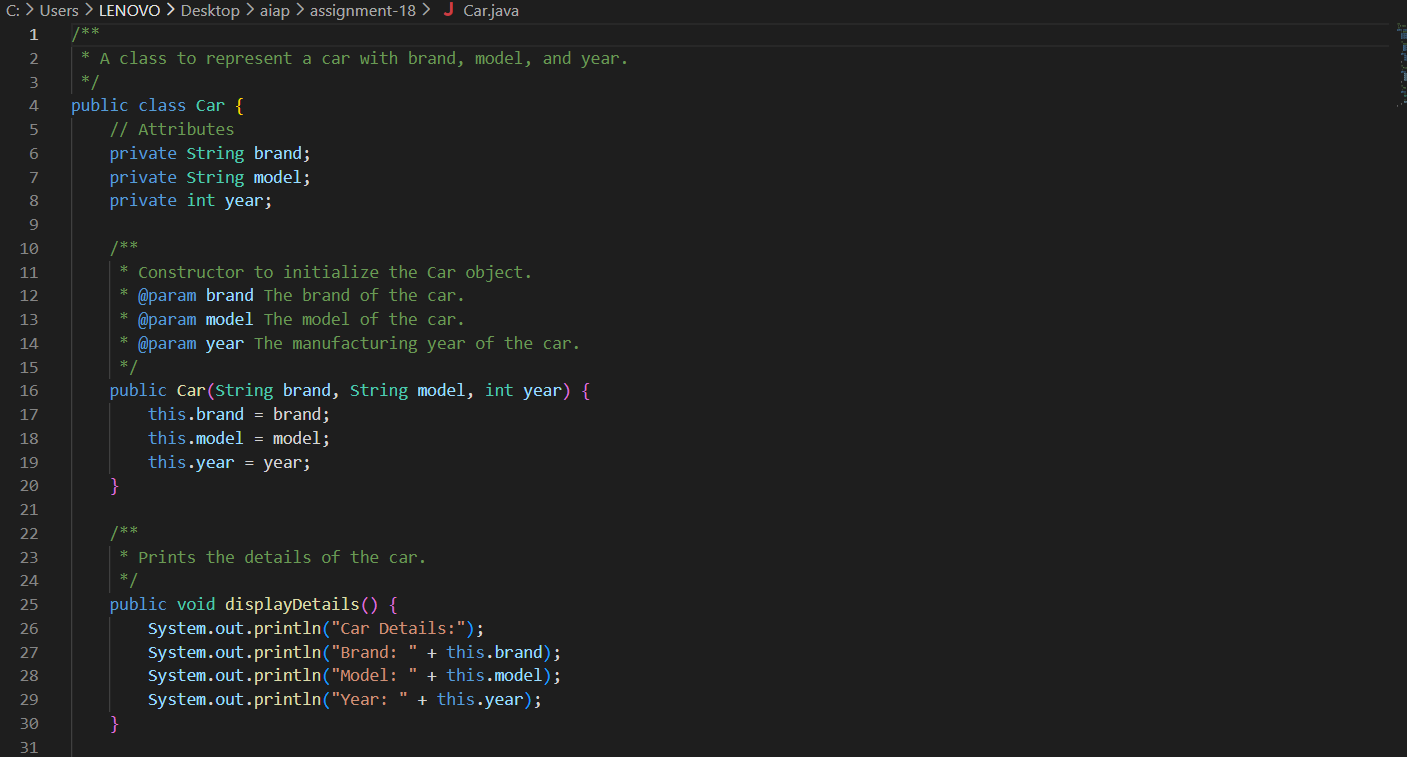 C: > Users > LENOVO > Desktop > aiap > assignment-18 > J Car.java
1 /**
2  * A class to represent a car with brand, model, and year.
3  */
4 public class Car {
5     // Attributes
6     private String brand;
7     private String model;
8     private int year;
9
10     /**
11      * Constructor to initialize the Car object.
12      * @param brand The brand of the car.
13      * @param model The model of the car.
14      * @param year The manufacturing year of the car.
15      */
16     public Car(String brand, String model, int year) {
17         this.brand = brand;
18         this.model = model;
19         this.year = year;
20     }
21
22     /**
23      * Prints the details of the car.
24      */
25     public void displayDetails() {
26         System.out.println("Car Details:");
27         System.out.println("Brand: " + this.brand);
28         System.out.println("Model: " + this.model);
29         System.out.println("Year: " + this.year);
30     }
31